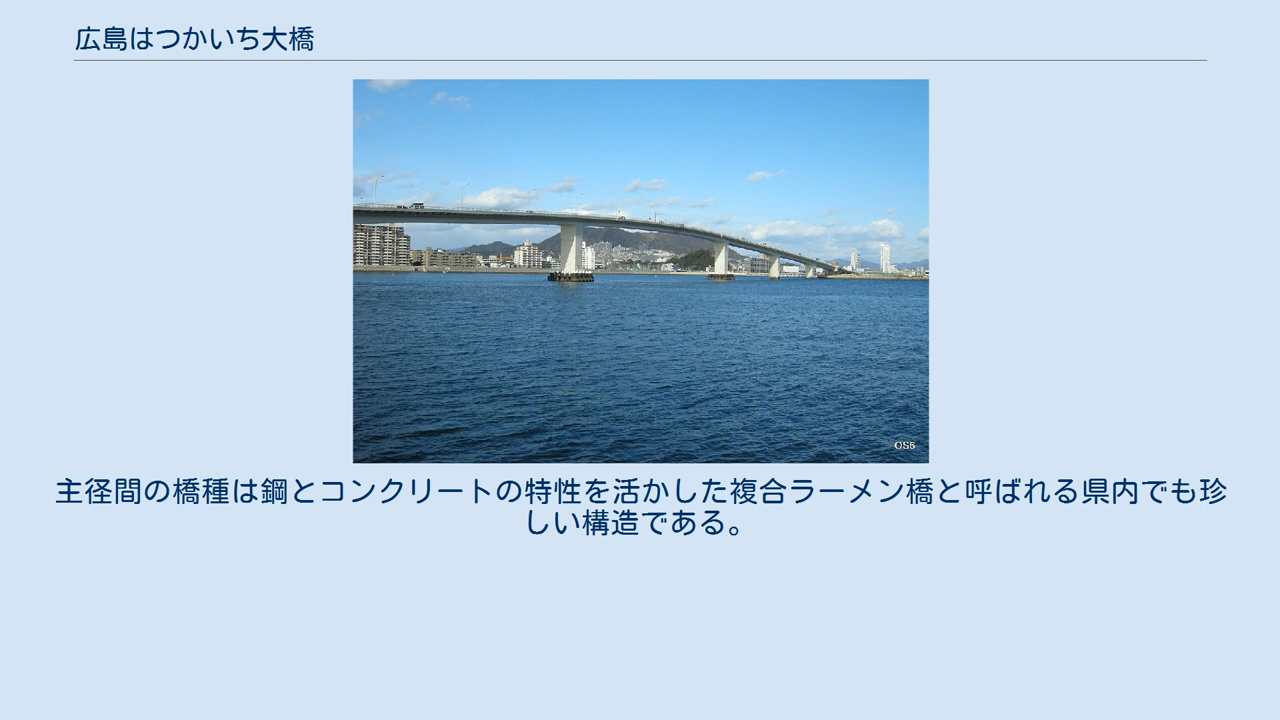 広島はつかいち大橋
OS5
主径間の橋種は鋼とコンクリートの特性を活かした複合ラーメン橋と呼ばれる県内でも珍
しい構造である。